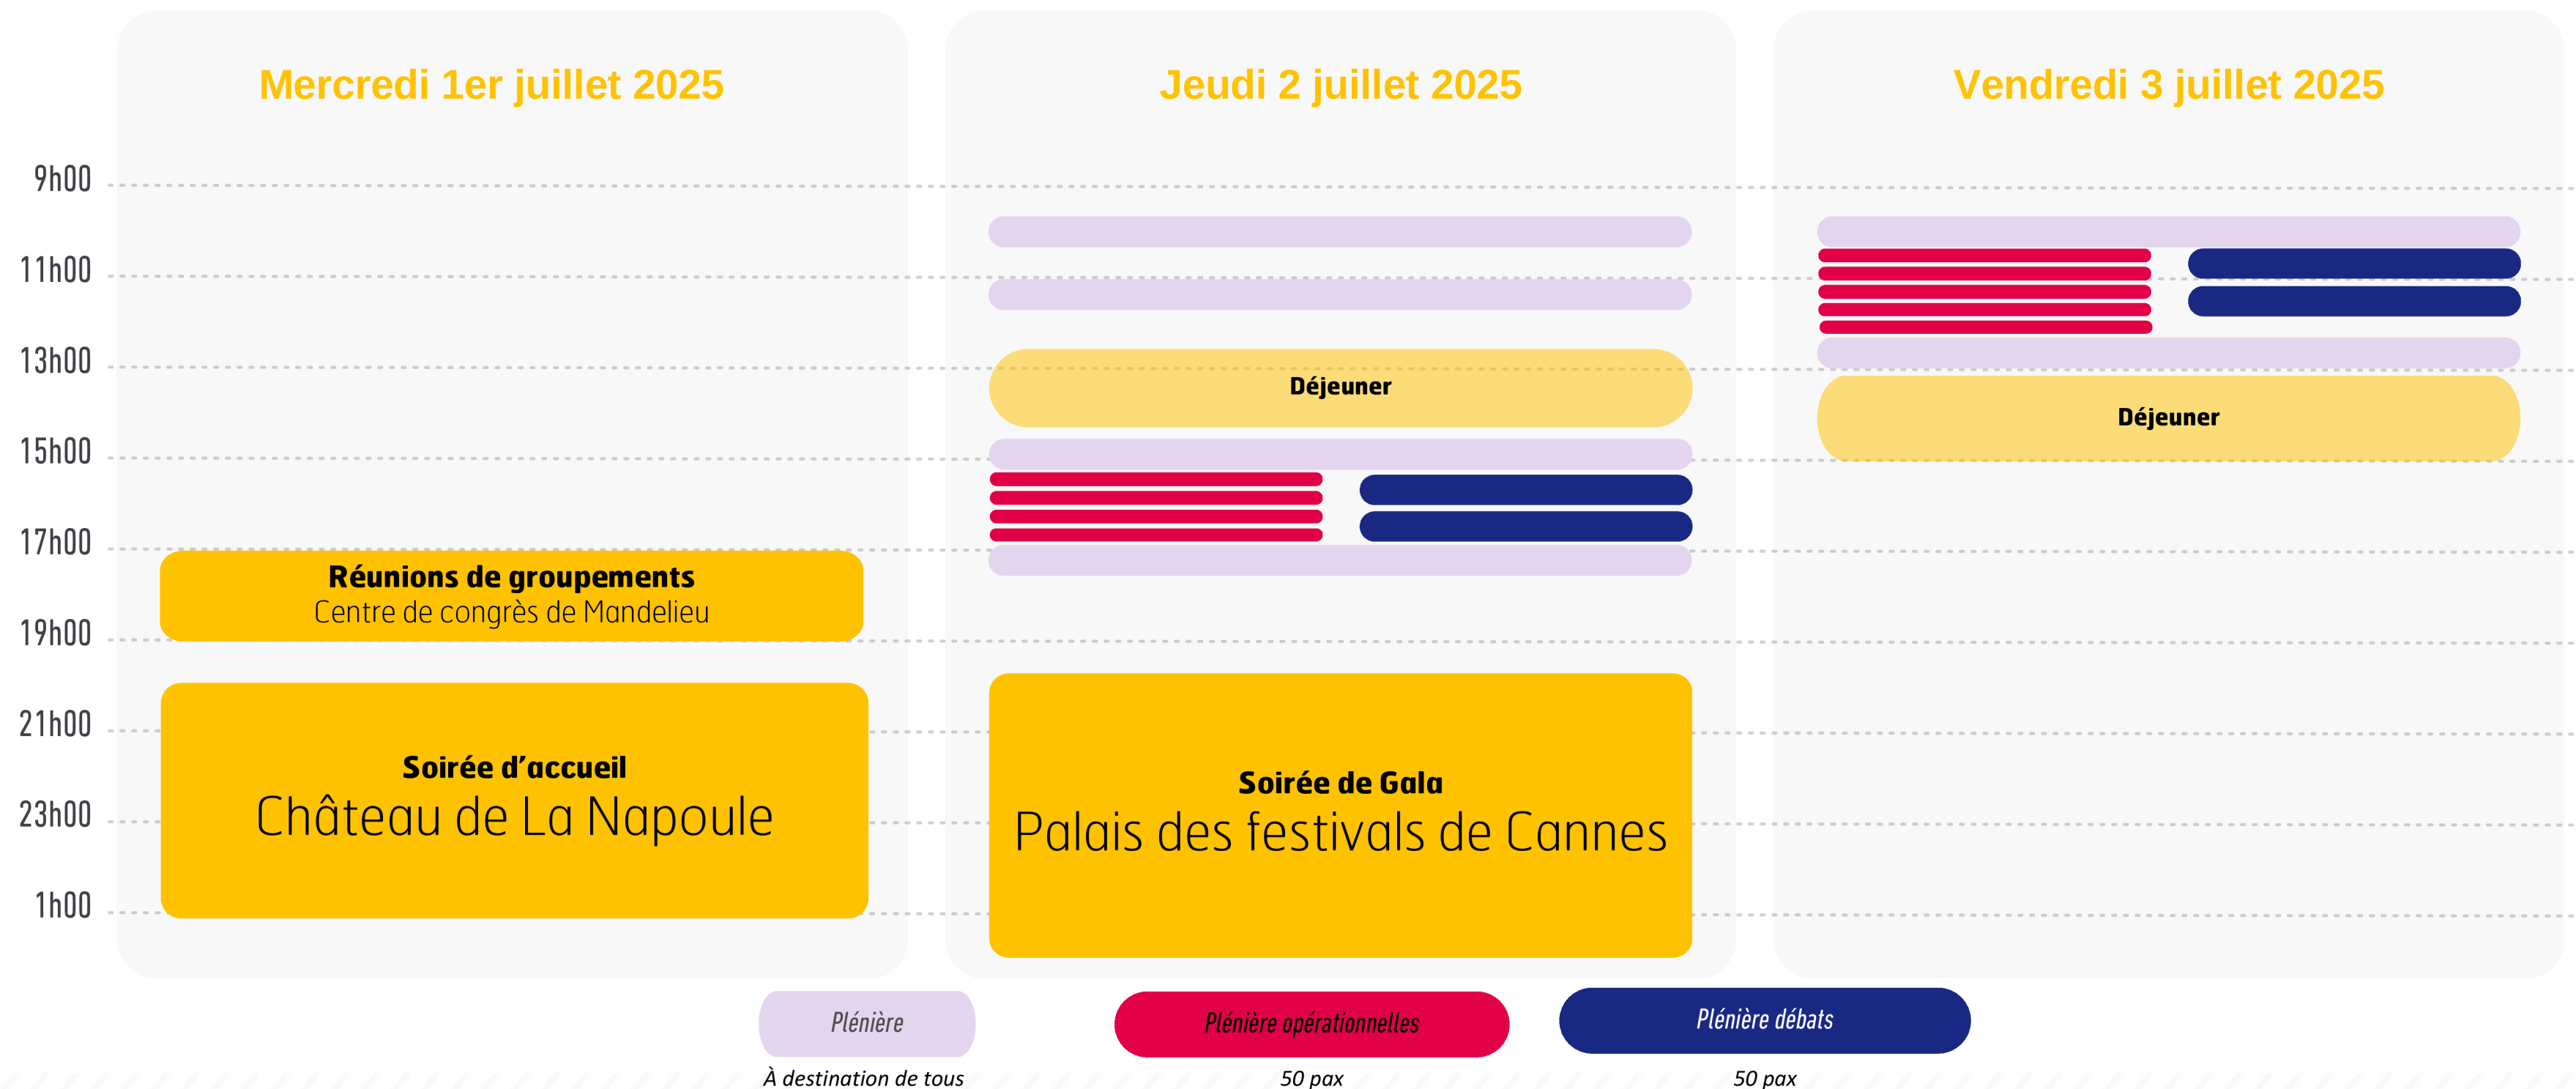 Mercredi 1er juillet 2025
Jeudi 2 juillet 2025
Vendredi 3 juillet 2025
9h00
11h00
13h00
15h00
17h00
19h00
21h00
23h00
1h00
Réunions de groupements
Centre de congrès de Mandelieu
Soirée d’accueil
Château de La Napoule
Déjeuner
Soirée de Gala
Palais des festivals de Cannes
Déjeuner
Plénière
À destination de tous
Plénière opérationnelles
50 pax
Plénière débats
50 pax